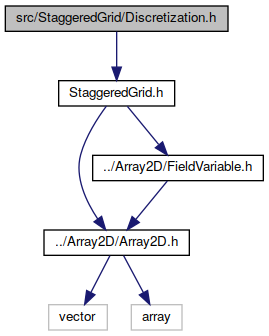 src/StaggeredGrid/Discretization.h
StaggeredGrid.h
../Array2D/FieldVariable.h
../Array2D/Array2D.h
vector
array